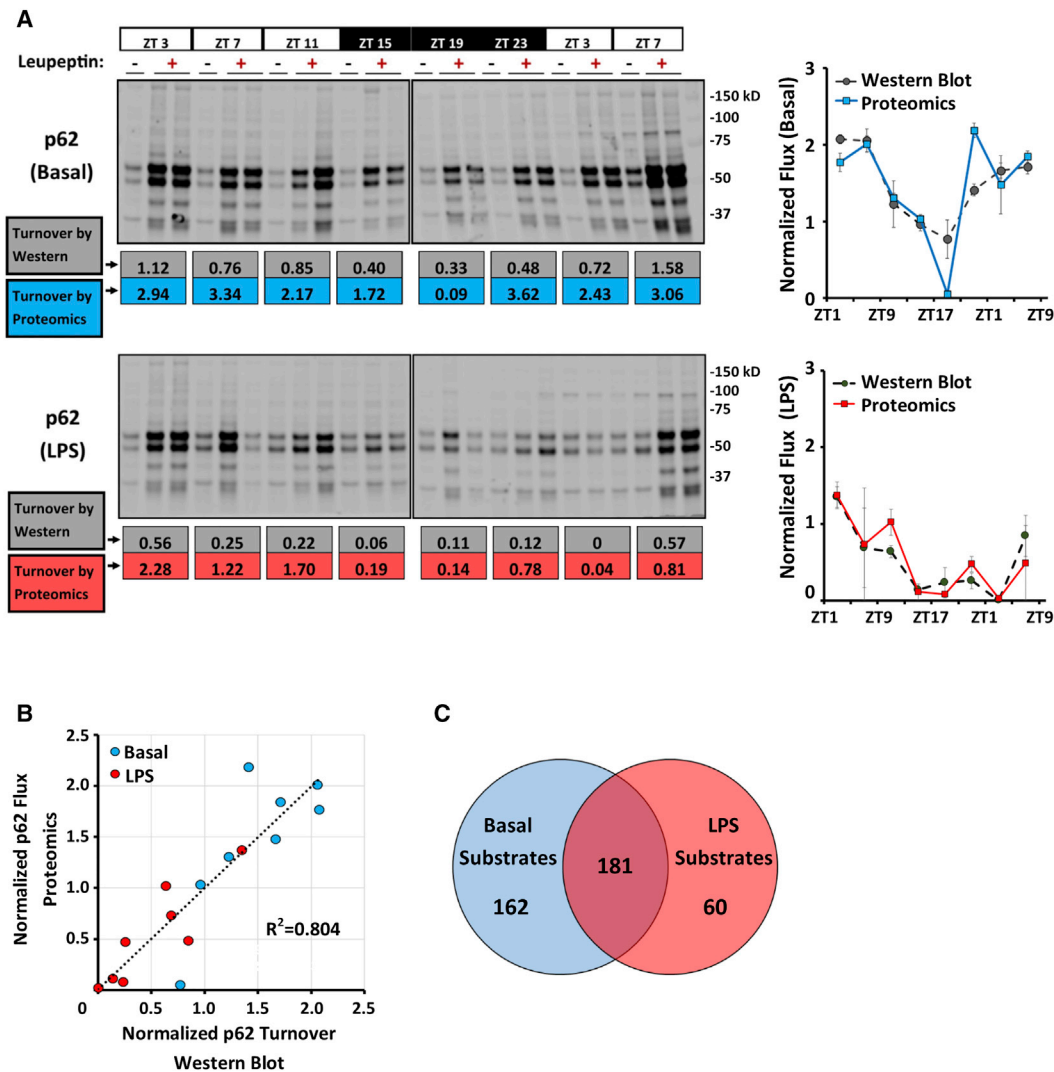 A
ZT 3 ZT 7 ZT 11 ZT 15 ZT 19 ZT 23 ZT 3 ZT 7
Leupeptin: - + - + - + - + - + - + - + - +
p62
(Basal)
-150 kD
-100
-75
-50
-37
Turnover by
Western
1.12 0.76 0.85 0.40 0.33 0.48 0.72 1.58
Turnover by
Proteomics
2.94 3.34 2.17 1.72 0.09 3.62 2.43 3.06
Normalized Flux (Basal)
3
2
1
0
Western Blot
Proteomics
ZT1 ZT9 ZT17 ZT1 ZT9
p62
(LPS)
-150 kD
-100
-75
-50
-37
Turnover by
Western
0.56 0.25 0.22 0.06 0.11 0.12 0 0.57
Turnover by
Proteomics
2.28 1.22 1.70 0.19 0.14 0.78 0.04 0.81
Normalized Flux (LPS)
3
2
1
0
Western Blot
Proteomics
ZT1 ZT9 ZT17 ZT1 ZT9
B
Normalized p62 Flux
Proteomics
2.5
2.0
1.5
1.0
0.5
Basal
LPS
R²=0.804
0 0.5 1.0 1.5 2.0 2.5
Normalized p62 Turnover
Western Blot
C
Basal
Substrates
162
181
LPS
Substrates
60